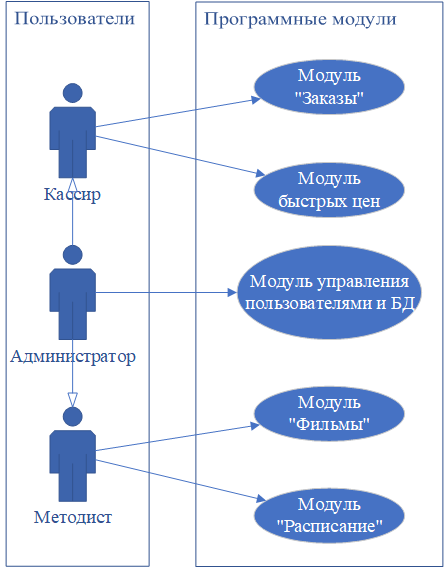 Пользователи
Программные модули
Модуль
"Заказы"
Кассир
Модуль
быстрых цен
Модуль управления
пользователями и БД
Администратор
Модуль
"Фильмы"
Методист
Модуль
"Расписание"